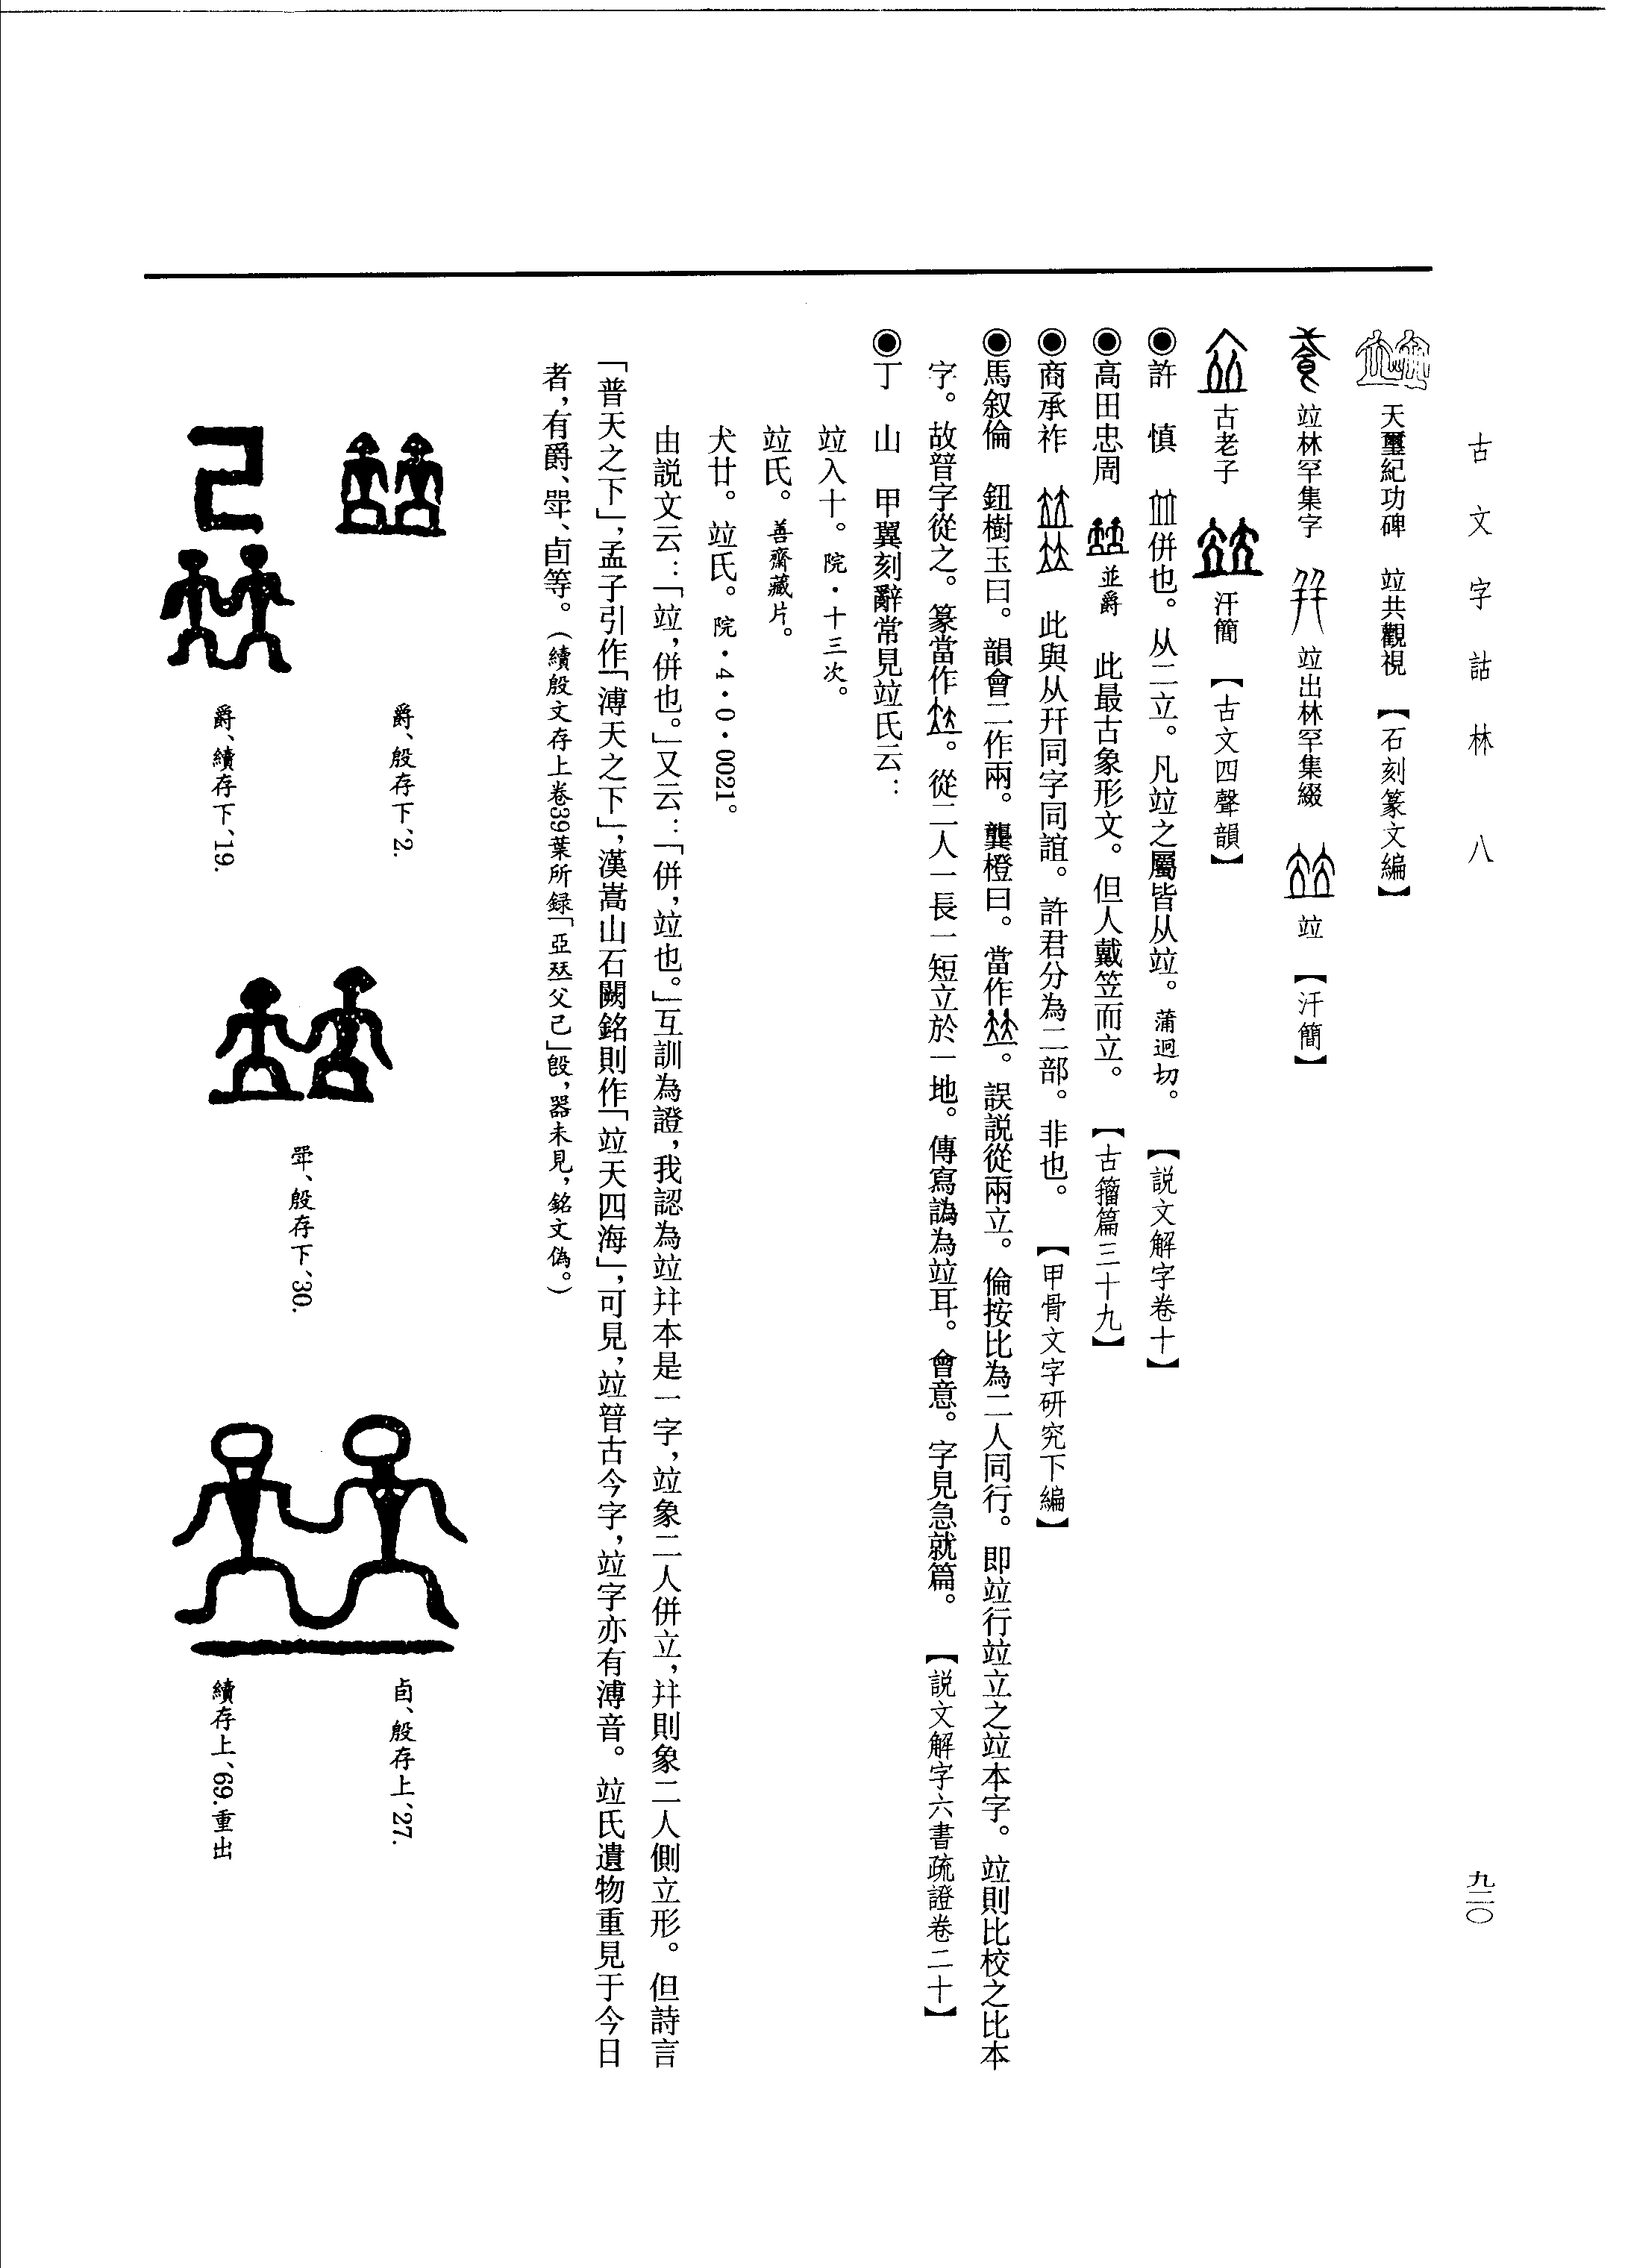 古文字詁林　八
九二〇
天璽紀功碑　竝共觀視　【石刻篆文編】
竝林罕集字　竝出林罕集綴　竝　【汗簡】
古老子　汗簡　【古文四聲韻】
◉許　慎　併也。从二立。凡竝之屬皆从竝。蒲迥切。　【説文解字卷十】
◉高田忠周　並爵　此最古象形文。但人戴笠而立。　【古籀篇三十九】
◉商承祚　此與从幵同字同誼。許君分為二部。非也。　【甲骨文字研究下編】
◉馬叙倫　鈕樹玉曰。韻會二作兩。龔橙曰。當作。誤説從兩立。倫按比為二人同行。即竝行竝立之竝本字。竝則比校之比本
字。故暜字從之。篆當作。從二人一長一短立於一地。傳寫譌為竝耳。會意。字見急就篇。　【説文解字六書疏證卷二十】
◉丁　山　甲翼刻辭常見竝氏云：
竝入十。院・十三次。
竝氏。善齋藏片。
犬廿。竝氏。院・4・0・0021。
由説文云：「竝，併也。」又云：「併，竝也。」互訓為證，我認為竝幷本是一字，竝象二人併立，幷則象二人側立形。但詩言
「普天之下」，孟子引作「溥天之下」，漢嵩山石闕銘則作「竝天四海」，可見，竝暜古今字，竝字亦有溥音。竝氏遺物重見于今日
者，有爵、斝、卣等。（續殷文存上卷39葉所録「亞父己」殷，器未見，銘文偽。）
爵、殷存下、2.
爵、續存下、19.
斝、殷存下、30.
卣、殷存上、27.
續存上、69.重出